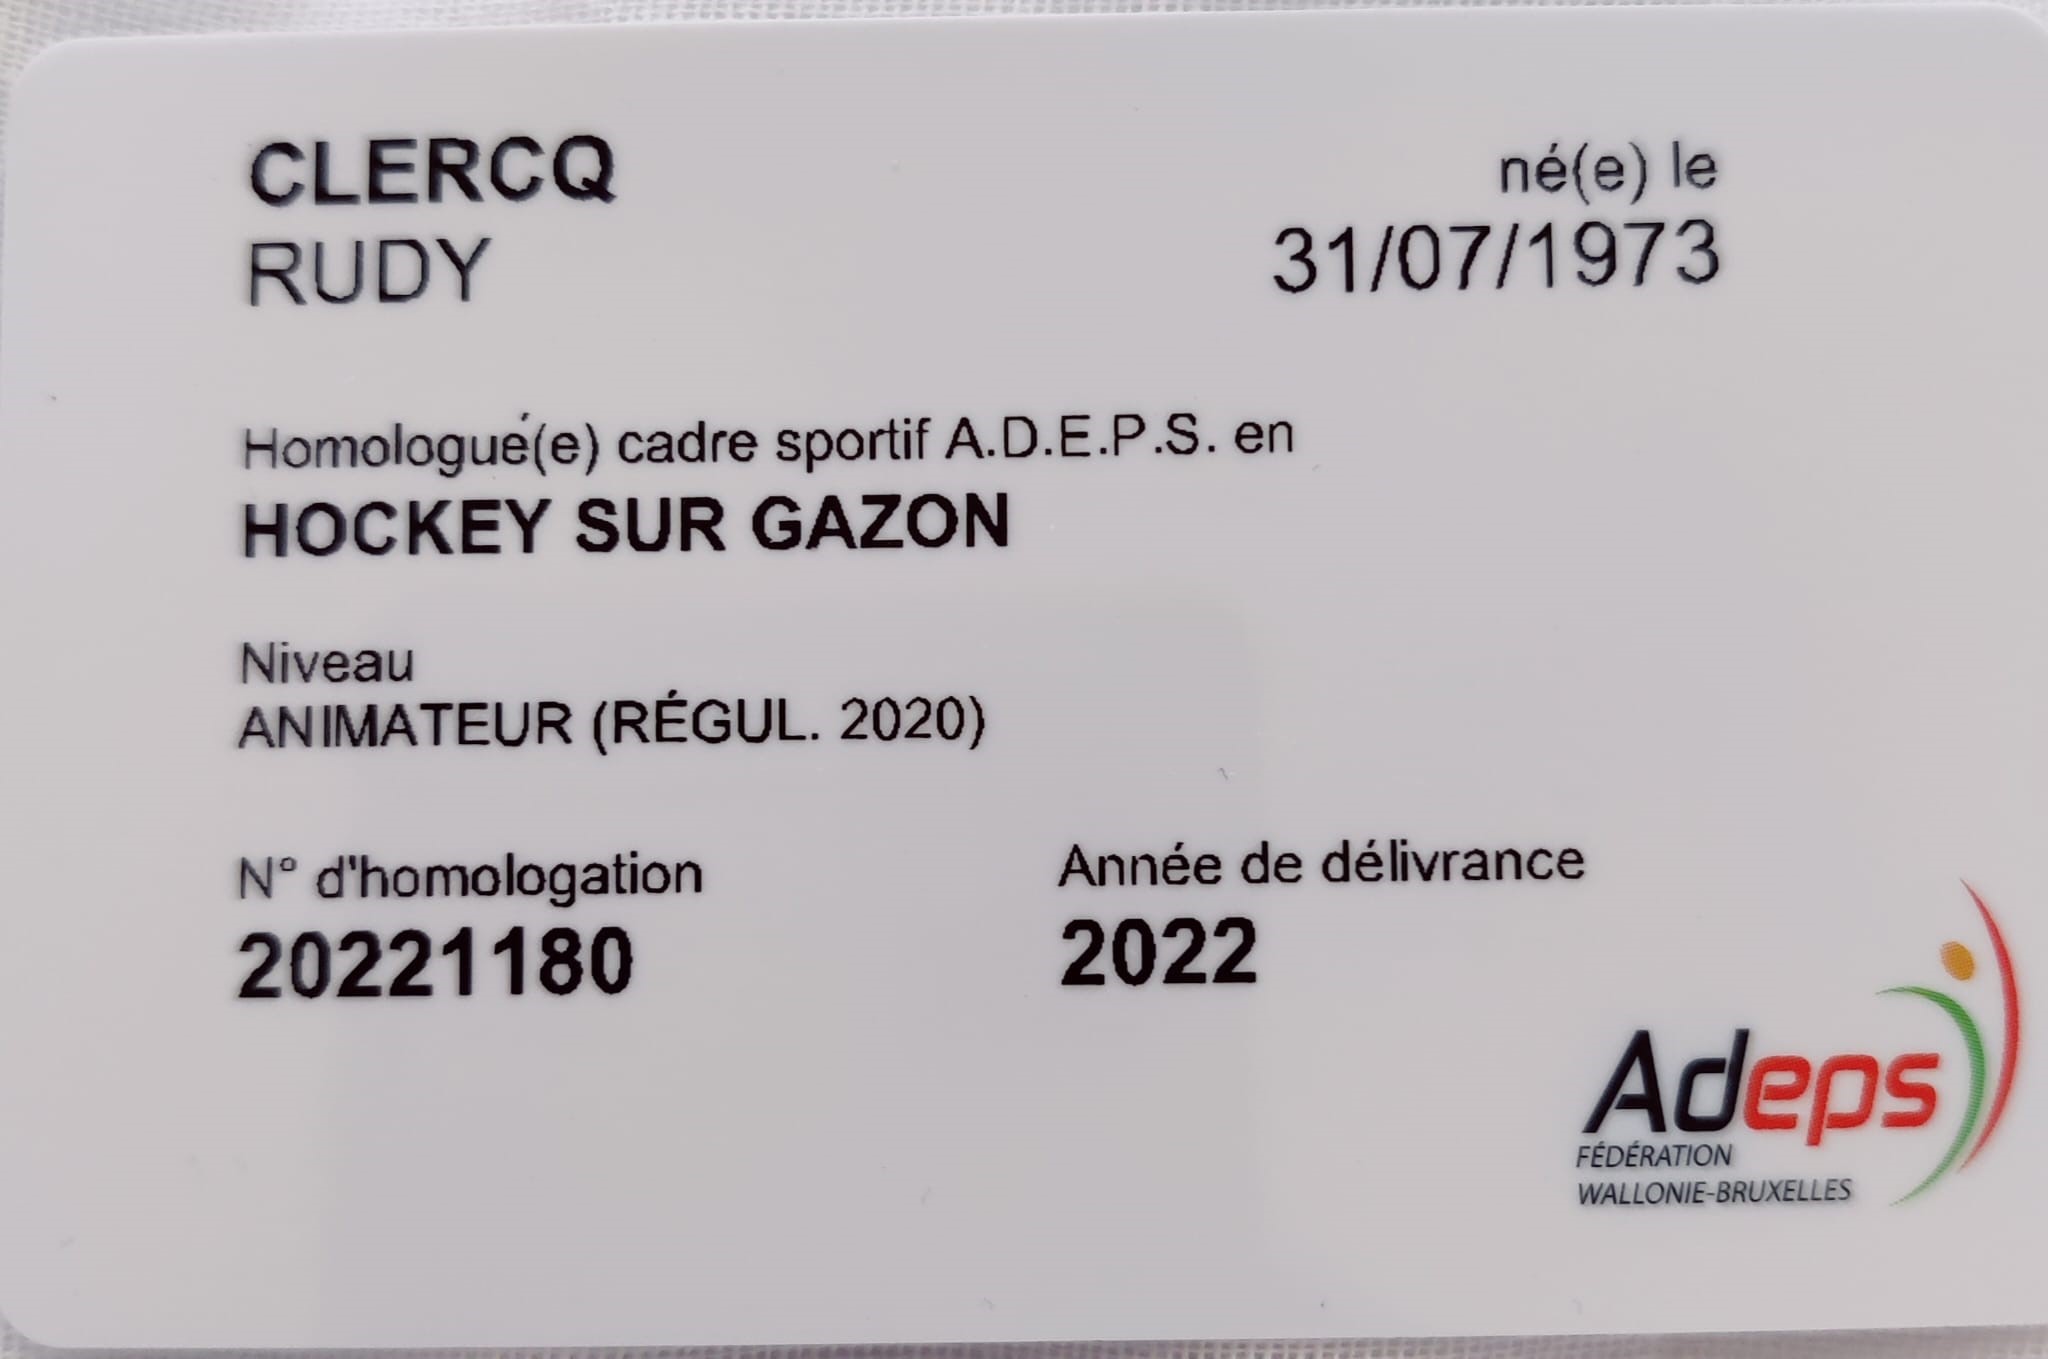 CLERCQ
RUDY
né(e) le
31/07/1973
Homologué(e) cadre sportif A.D.E.P.S. en
HOCKEY SUR GAZON
Niveau
ANIMATEUR (RÉGUL. 2020)
N° d'homologation
20221180
Année de délivrance
2022
Adeps
FÉDÉRATION
WALLONIE-BRUXELLES